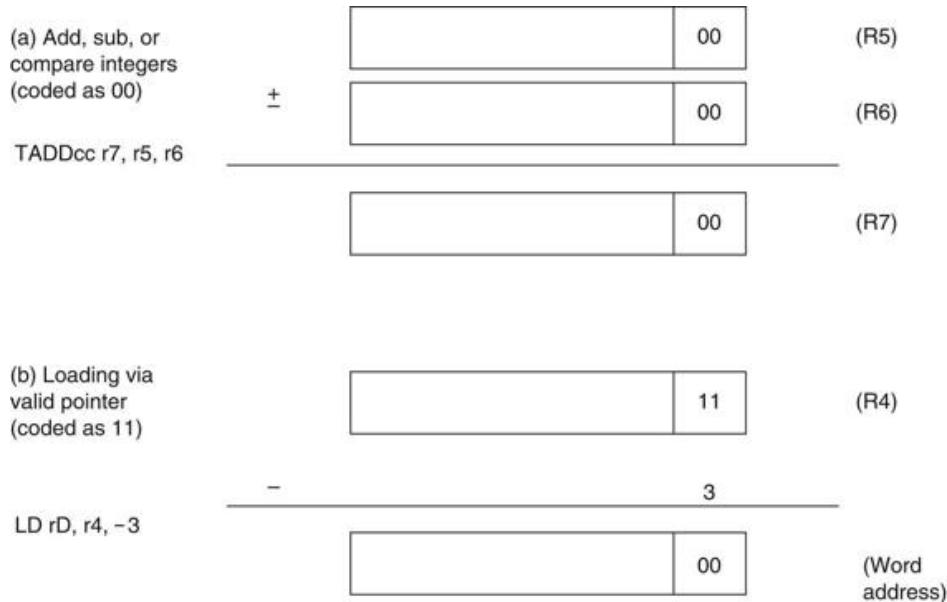 (a) Add, sub, or
compare integers
(coded as 00)
TADDcc r7, r5, r6
00 (R5)
± 00 (R6)
00 (R7)
(b) Loading via
valid pointer
(coded as 11)
LD rD, r4, −3
11 (R4)
− 3
00 (Word
address)